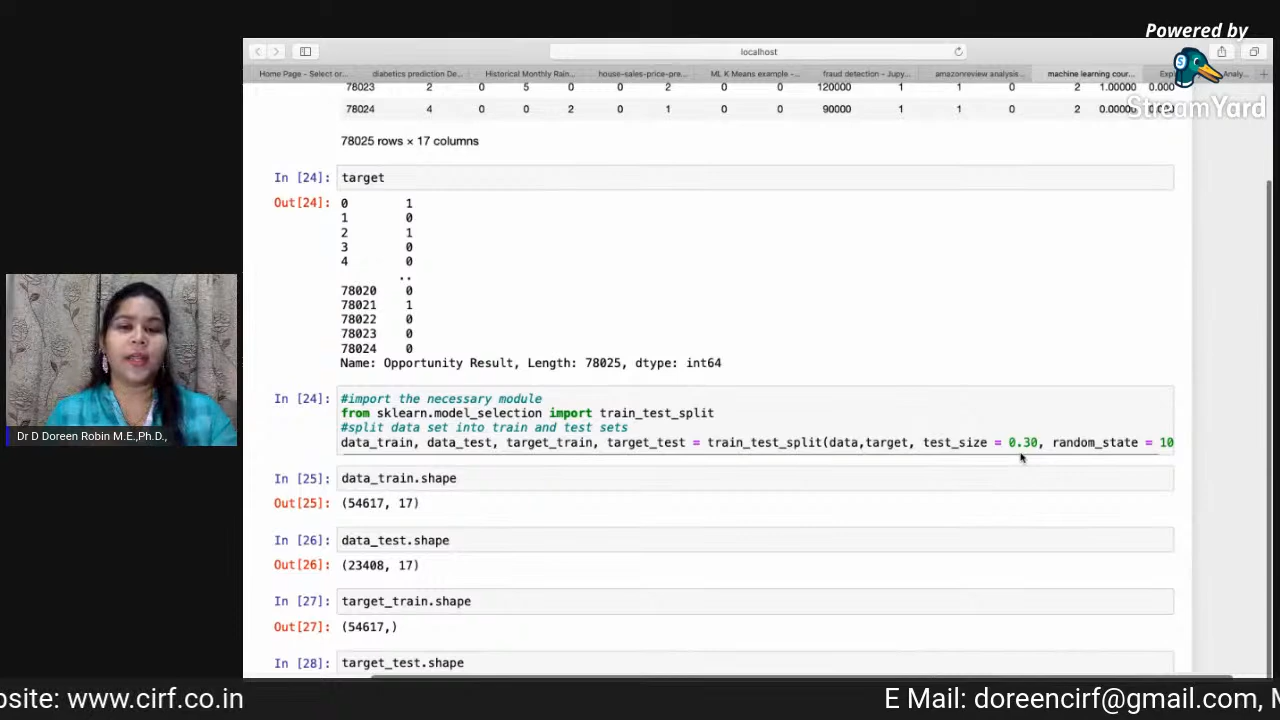 Powered by
StreamYard
localhost
Home Page - Select or...
diabetics prediction De...
Historical Monthly Rain...
house-sales-price-pre...
ML K Means example -...
fraud detection - Jupy...
amazonreview analysis...
machine learning cour...
78023 2 0 5 0 2 0 0 120000 1 1 0 2 1.00000 0.000
78024 4 0 0 2 0 1 0 0 90000 1 1 0 2 0.00000 0.000
78025 rows × 17 columns
In [24]: target
Out[24]: 0 1
1 0
2 1
3 0
4 0
..
78020 0
78021 1
78022 0
78023 0
78024 0
Name: Opportunity Result, Length: 78025, dtype: int64
In [24]: #import the necessary module
from sklearn.model_selection import train_test_split
#split data set into train and test sets
data_train, data_test, target_train, target_test = train_test_split(data,target, test_size = 0.30, random_state = 10
In [25]: data_train.shape
Out[25]: (54617, 17)
In [26]: data_test.shape
Out[26]: (23408, 17)
In [27]: target_train.shape
Out[27]: (54617,)
In [28]: target_test.shape
Dr D Doreen Robin M.E.,Ph.D.,
bsite: www.cirf.co.in E Mail: doreencirf@gmail.com, M